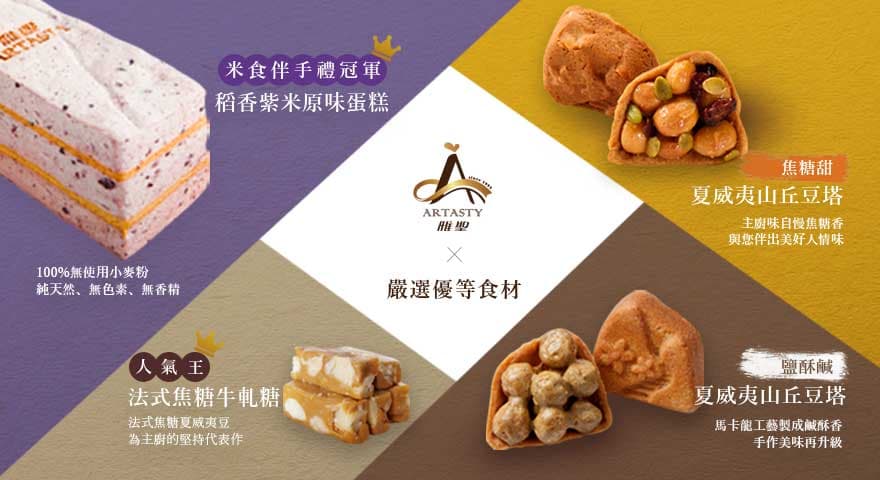 雅聖
ARTASTY
米食伴手禮冠軍
稻香紫米原味蛋糕
100%無使用小麥粉
純天然、無色素、無香精
ARTASTY
雅聖
×
嚴選優等食材
焦糖甜
夏威夷山丘豆塔
主廚味自慢焦糖香
與您伴出美好人情味
人氣王
法式焦糖牛軋糖
法式焦糖夏威夷豆
為主廚的堅持代表作
鹽酥鹹
夏威夷山丘豆塔
馬卡龍工藝製成鹹酥香
手作美味再升級